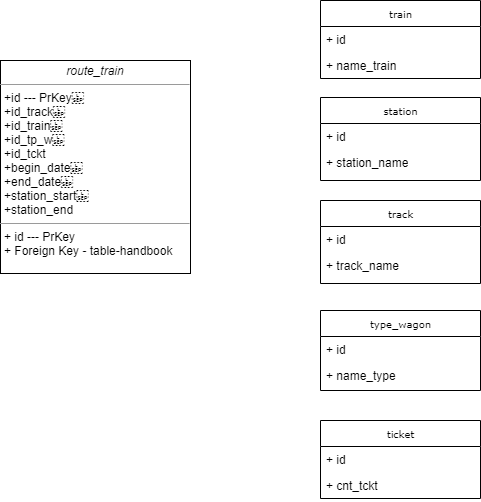 route_train
+id --- PrKey
+id_track
+id_train
+id_tp_w
+id_tckt
+begin_date
+end_date
+station_start
+station_end
+ id --- PrKey
+ Foreign Key - table-handbook
train
+ id
+ name_train
station
+ id
+ station_name
track
+ id
+ track_name
type_wagon
+ id
+ name_type
ticket
+ id
+ cnt_tckt